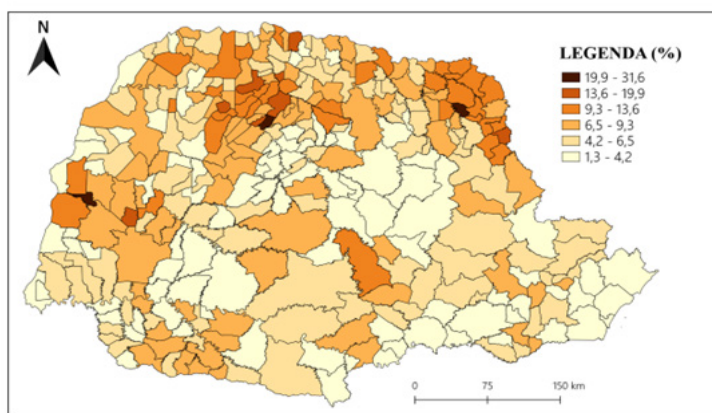 N
LEGENDA (%)
19,9 - 31,6
13,6 - 19,9
9,3 - 13,6
6,5 - 9,3
4,2 - 6,5
1,3 - 4,2
0 75 150 km